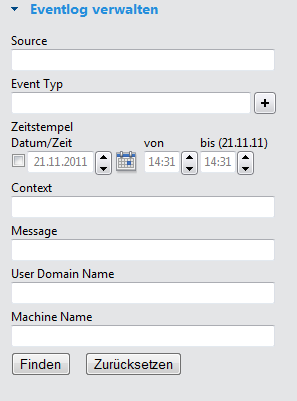 Eventlog verwalten
Source
Event Typ
+
Zeitstempel
Datum/Zeit von bis (21.11.11)
21.11.2011 14:31 14:31
Context
Message
User Domain Name
Machine Name
Finden Zurücksetzen